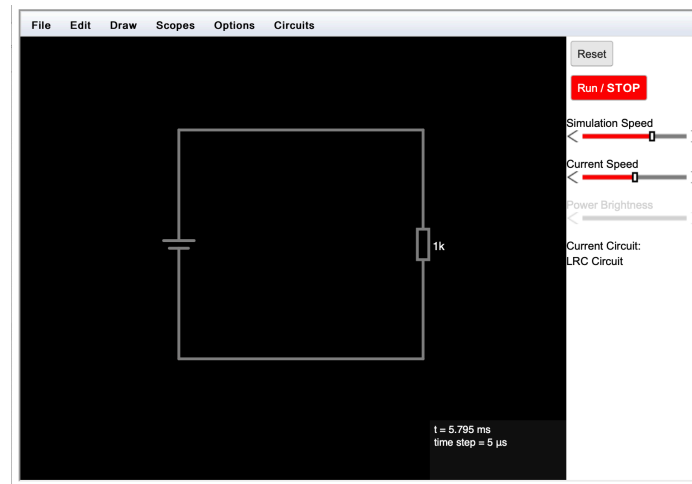 File Edit Draw Scopes Options Circuits
Reset
Run / STOP
Simulation Speed
Current Speed
Power Brightness
Current Circuit:
LRC Circuit
1k
t = 5.795 ms
time step = 5 μs